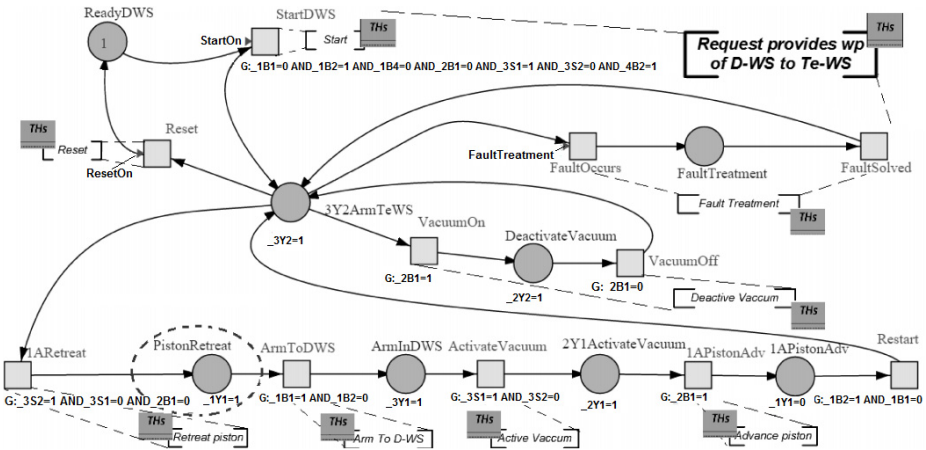 ReadyDWS
StartDWS
THs
THs
1
StartOn
Start
Request provides wp
of D-WS to Te-WS
G:_1B1=0 AND_1B2=1 AND_1B4=0 AND_2B1=0 AND_3S1=1 AND_3S2=0 AND_4B2=1
THs
Reset
Reset
ResetOn
FaultTreatment
FaultOccurs
FaultTreatment
FaultSolved
3Y2ArmTeWS
_3Y2=1
VacuumOn
DeactivateVacuum
Fault Treatment
THs
G:_2B1=1
_2Y2=1
VacuumOff
G:_2B1=0
Deactive Vaccum
THs
1ARetreat
PistonRetreat
ArmToDWS
ArmInDWS
ActivateVacuum
2Y1ActivateVacuum
1APistonAdv
1APistonAdv
Restart
G:_3S2=1 AND_3S1=0 AND_2B1=0
_1Y1=1
G:_1B1=1 AND_1B2=0
_3Y1=1
G:_3S1=1 AND_3S2=0
_2Y1=1
G:_2B1=1
_1Y1=0
G:_1B2=1 AND_1B1=0
THs
Retreat piston
THs
Arm To D-WS
THs
Active Vaccum
THs
Advance piston